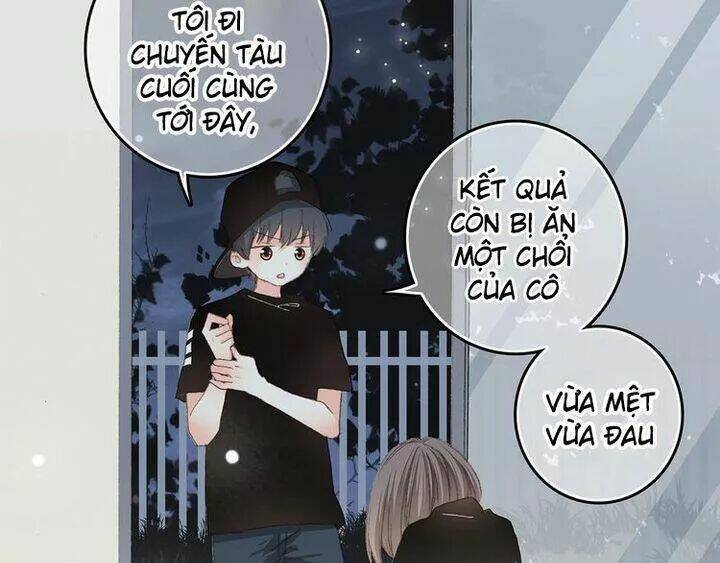 TÔI ĐI
CHUYẾN TÀU
CUỐI CÙNG
TỚI ĐÂY,
KẾT QUẢ
CÒN BỊ ĂN
MỘT CHỔI
CỦA CÔ
VỪA MỆT
VỪA ĐAU